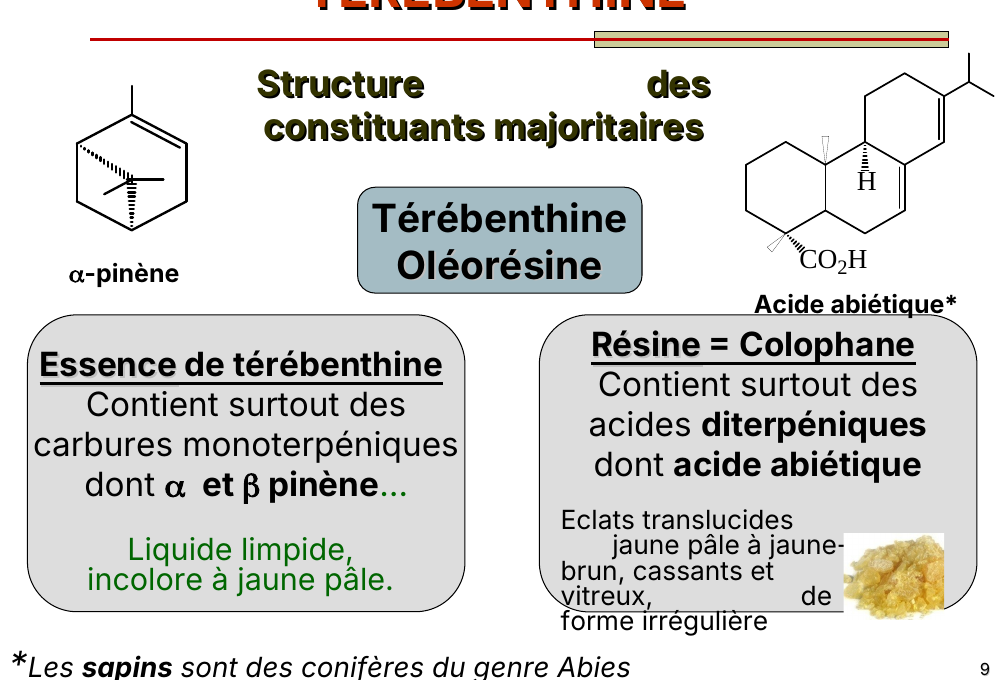 TÉRÉBENTHINE
Structure des
constituants majoritaires
H
CO2H
Térébenthine
Oléorésine
α-pinène
Acide abiétique*
Essence de térébenthine
Contient surtout des
carbures monoterpéniques
dont α et β pinène...
Liquide limpide,
incolore à jaune pâle.
Résine = Colophane
Contient surtout des
acides diterpéniques
dont acide abiétique
Eclats translucides
jaune pâle à jaune-
brun, cassants et
vitreux, de
forme irrégulière
*Les sapins sont des conifères du genre Abies
9